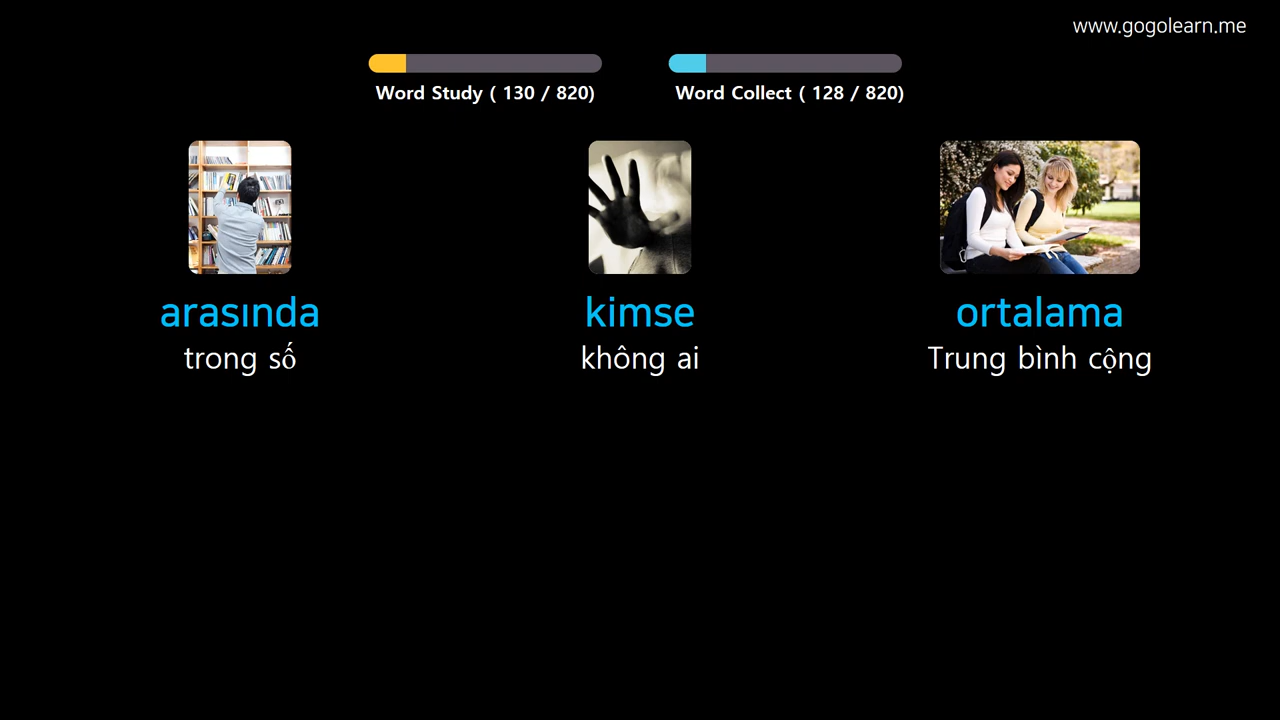 www.gogolearn.me
Word Study ( 130 / 820)
Word Collect ( 128 / 820)
arasında
kimse
ortalama
trong số
không ai
Trung bình cộng